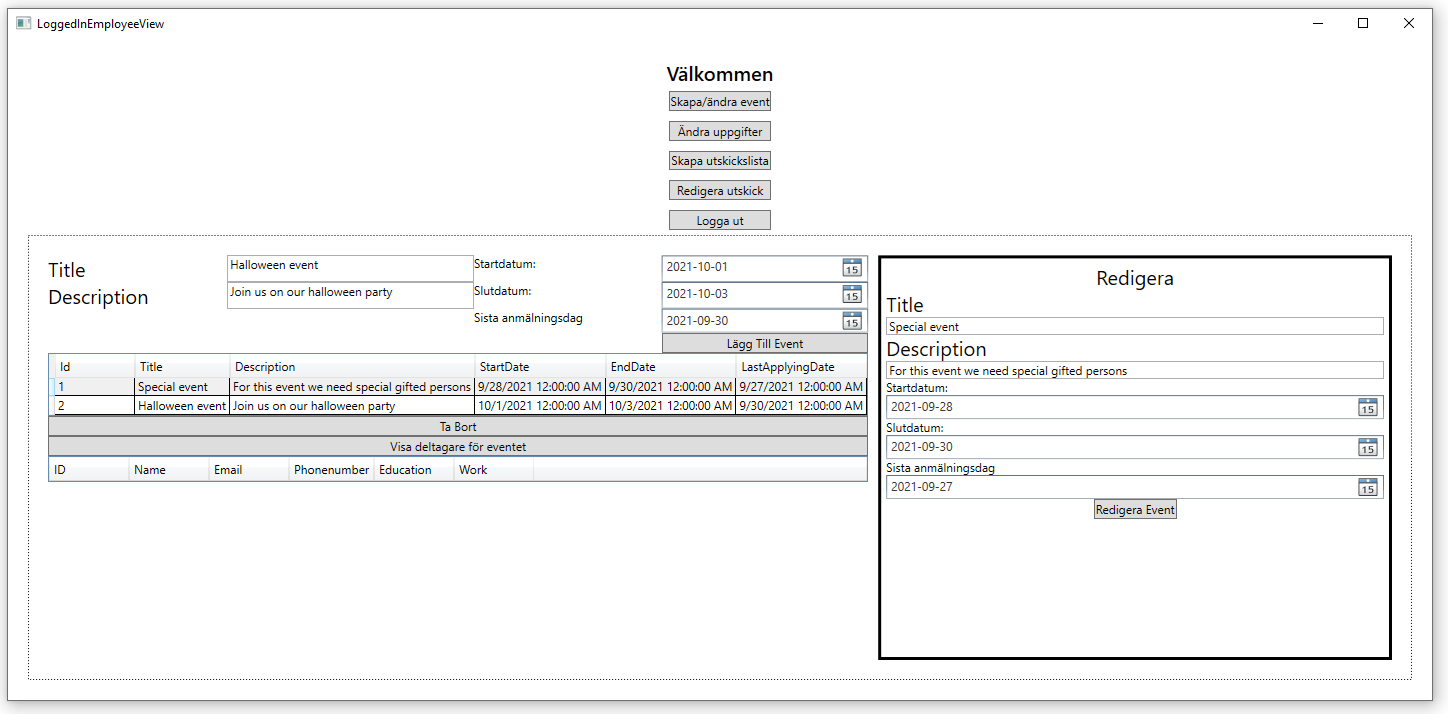 LoggedInEmployeeView
Välkommen
Skapa/ändra event
Ändra uppgifter
Skapa utskickslista
Redigera utskick
Logga ut
Title Halloween event Startdatum: 2021-10-01 15
Description Join us on our halloween party Slutdatum: 2021-10-03 15
Sista anmälningsdag 2021-09-30 15
Lägg Till Event
Id Title Description StartDate EndDate LastApplyingDate
1 Special event For this event we need special gifted persons 9/28/2021 12:00:00 AM 9/30/2021 12:00:00 AM 9/27/2021 12:00:00 AM
2 Halloween event Join us on our halloween party 10/1/2021 12:00:00 AM 10/3/2021 12:00:00 AM 9/30/2021 12:00:00 AM
Ta Bort
Visa deltagare för eventet
ID Name Email Phonenumber Education Work
Redigera
Title
Special event
Description
For this event we need special gifted persons
Startdatum:
2021-09-28 15
Slutdatum:
2021-09-30 15
Sista anmälningsdag
2021-09-27 15
Redigera Event